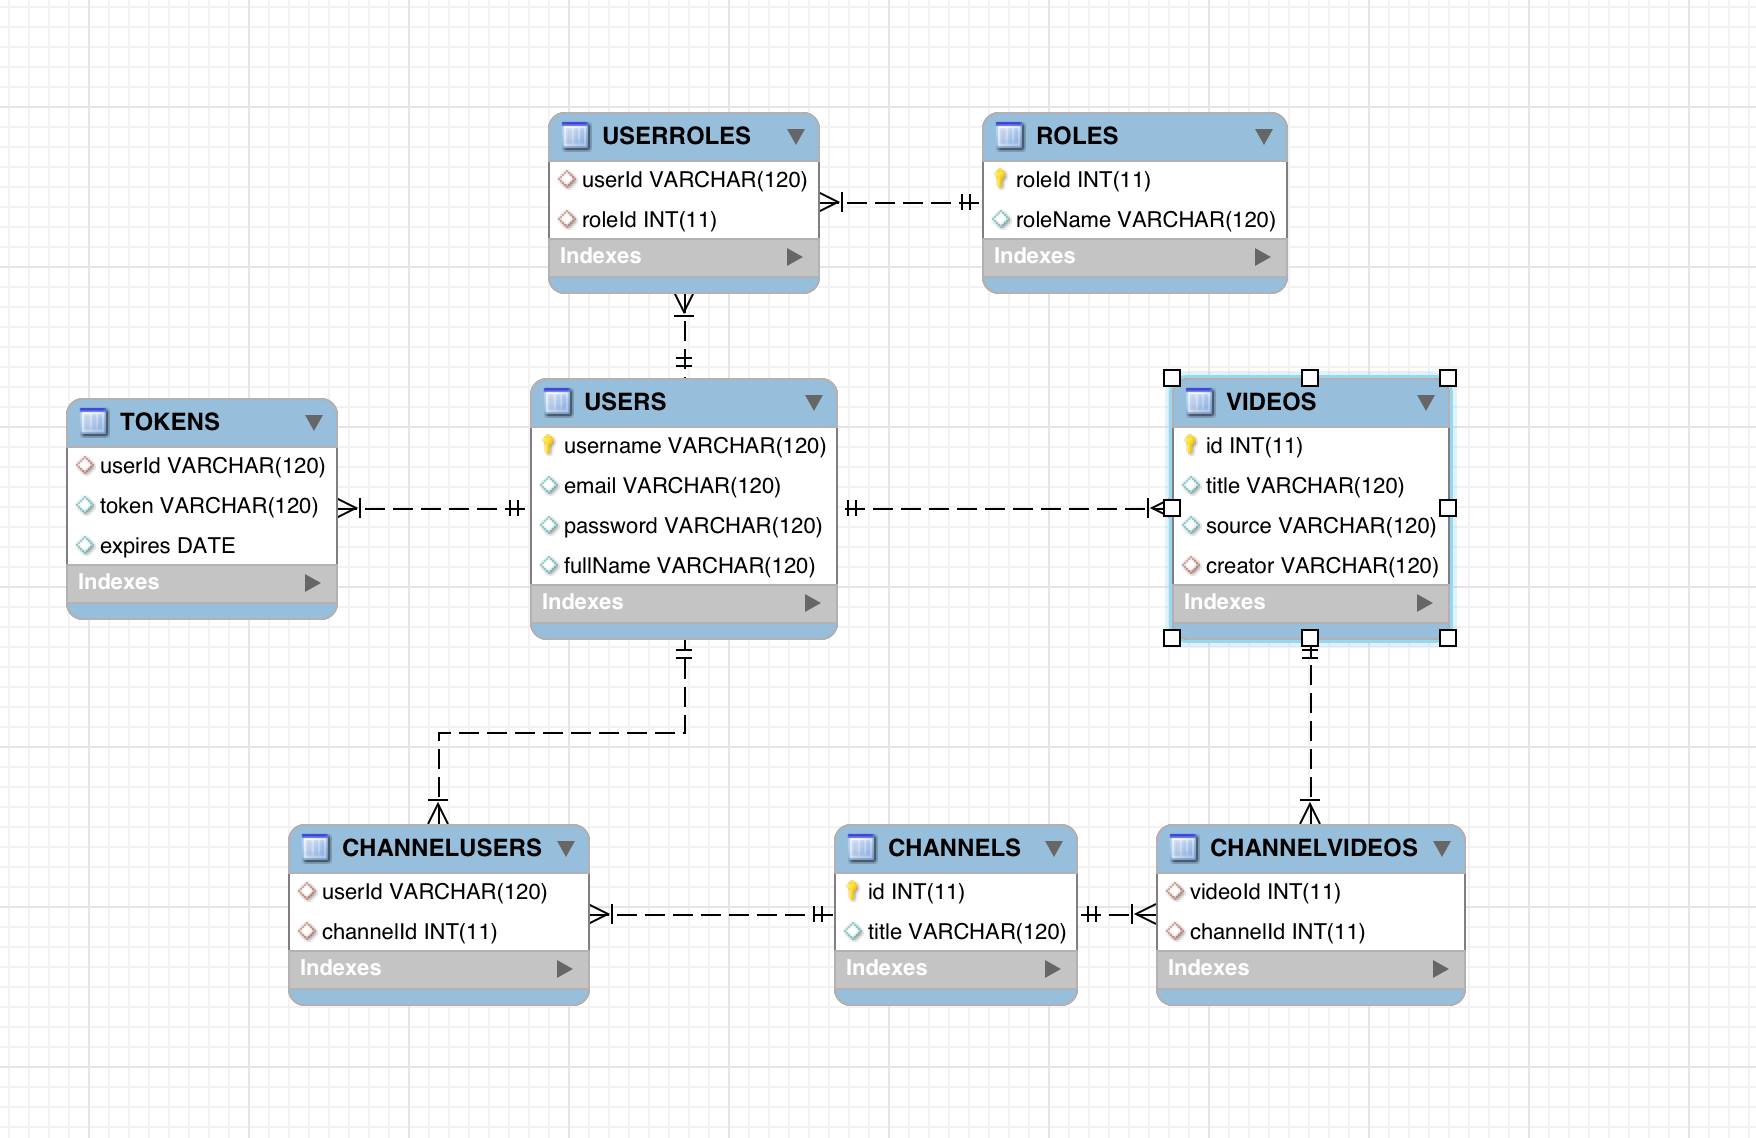 USERROLES
userId VARCHAR(120)
roleId INT(11)
Indexes
ROLES
roleId INT(11)
roleName VARCHAR(120)
Indexes
TOKENS
userId VARCHAR(120)
token VARCHAR(120)
expires DATE
Indexes
USERS
username VARCHAR(120)
email VARCHAR(120)
password VARCHAR(120)
fullName VARCHAR(120)
Indexes
VIDEOS
id INT(11)
title VARCHAR(120)
source VARCHAR(120)
creator VARCHAR(120)
Indexes
CHANNELUSERS
userId VARCHAR(120)
channelId INT(11)
Indexes
CHANNELS
id INT(11)
title VARCHAR(120)
Indexes
CHANNELVIDEOS
videoId INT(11)
channelId INT(11)
Indexes